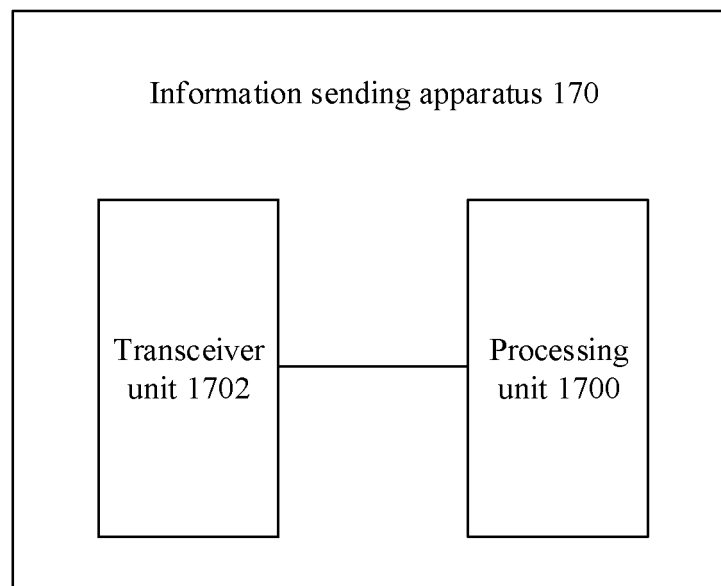 Information sending apparatus 170
Transceiver
unit 1702
Processing
unit 1700